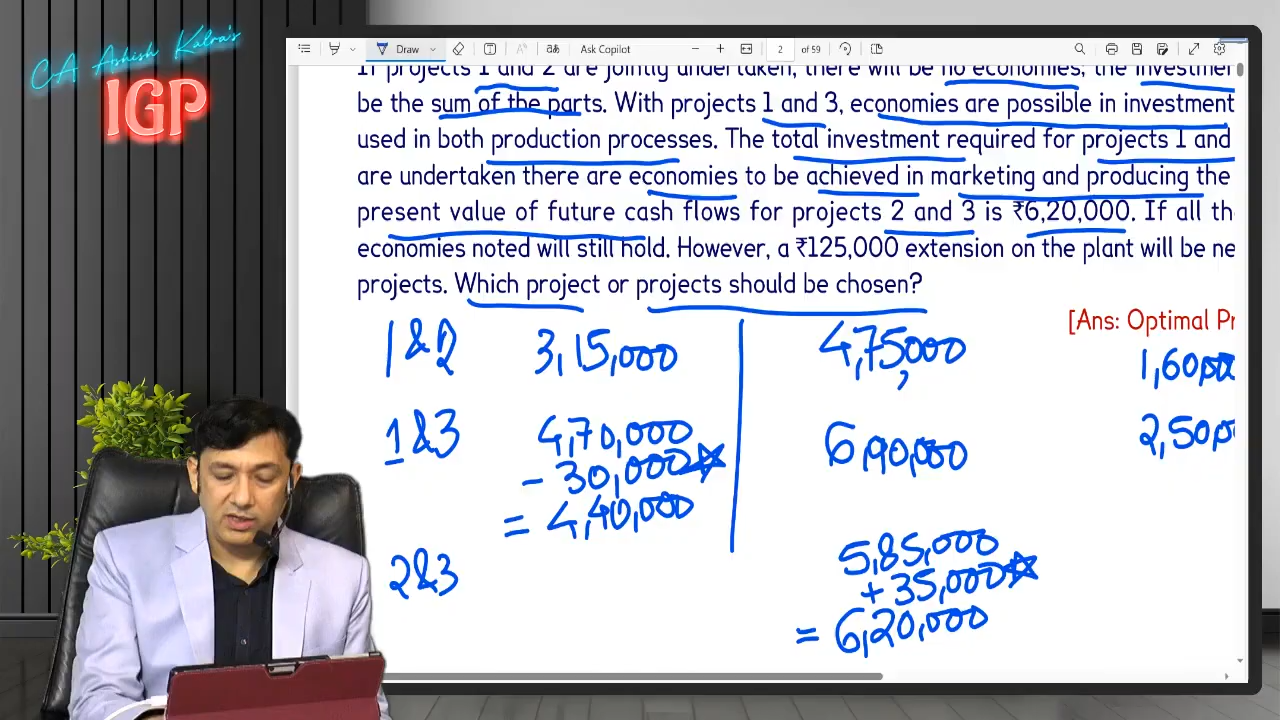 CA Ashish Kalra's
IGP
Draw
Ask Copilot
2 of 59
If projects 1 and 2 are jointly undertaken, there will be no economies; the investmen
be the sum of the parts. With projects 1 and 3, economies are possible in investment
used in both production processes. The total investment required for projects 1 and
are undertaken there are economies to be achieved in marketing and producing the
present value of future cash flows for projects 2 and 3 is ₹6,20,000. If all th
economies noted will still hold. However, a ₹125,000 extension on the plant will be ne
projects. Which project or projects should be chosen?
[Ans: Optimal Pr
1&2 3,15,000 4,75,000 1,60,000
1&3 4,70,000 6,90,000 2,50,00
- 30,000
= 4,40,000
2&3 5,85,000
+ 35,000
= 6,20,000